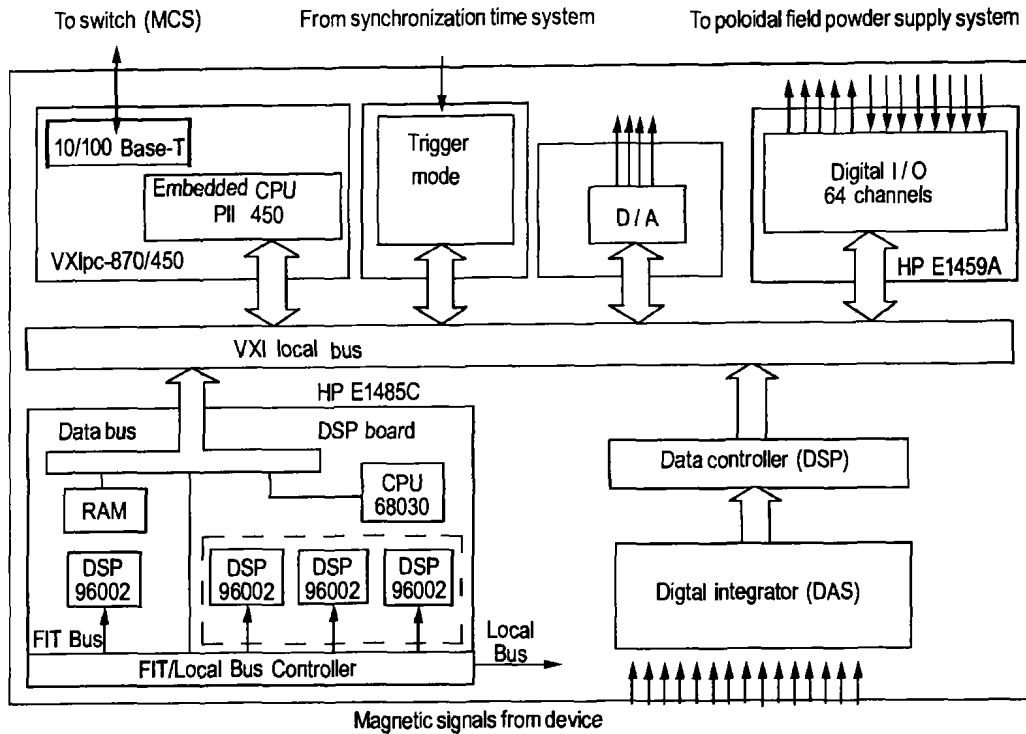 To switch (MCS)
From synchronization time system
To poloidal field powder supply system
10/100 Base-T
Embedded CPU
PII 450
VXIpc-870/450
Trigger
mode
D/A
Digital I/O
64 channels
HP E1459A
VXI local bus
HP E1485C
Data bus
DSP board
RAM
CPU
68030
DSP
96002
DSP
96002
DSP
96002
DSP
96002
FIT Bus
FIT/Local Bus Controller
Local
Bus
Data controller (DSP)
Digtal integrator (DAS)
Magnetic signals from device